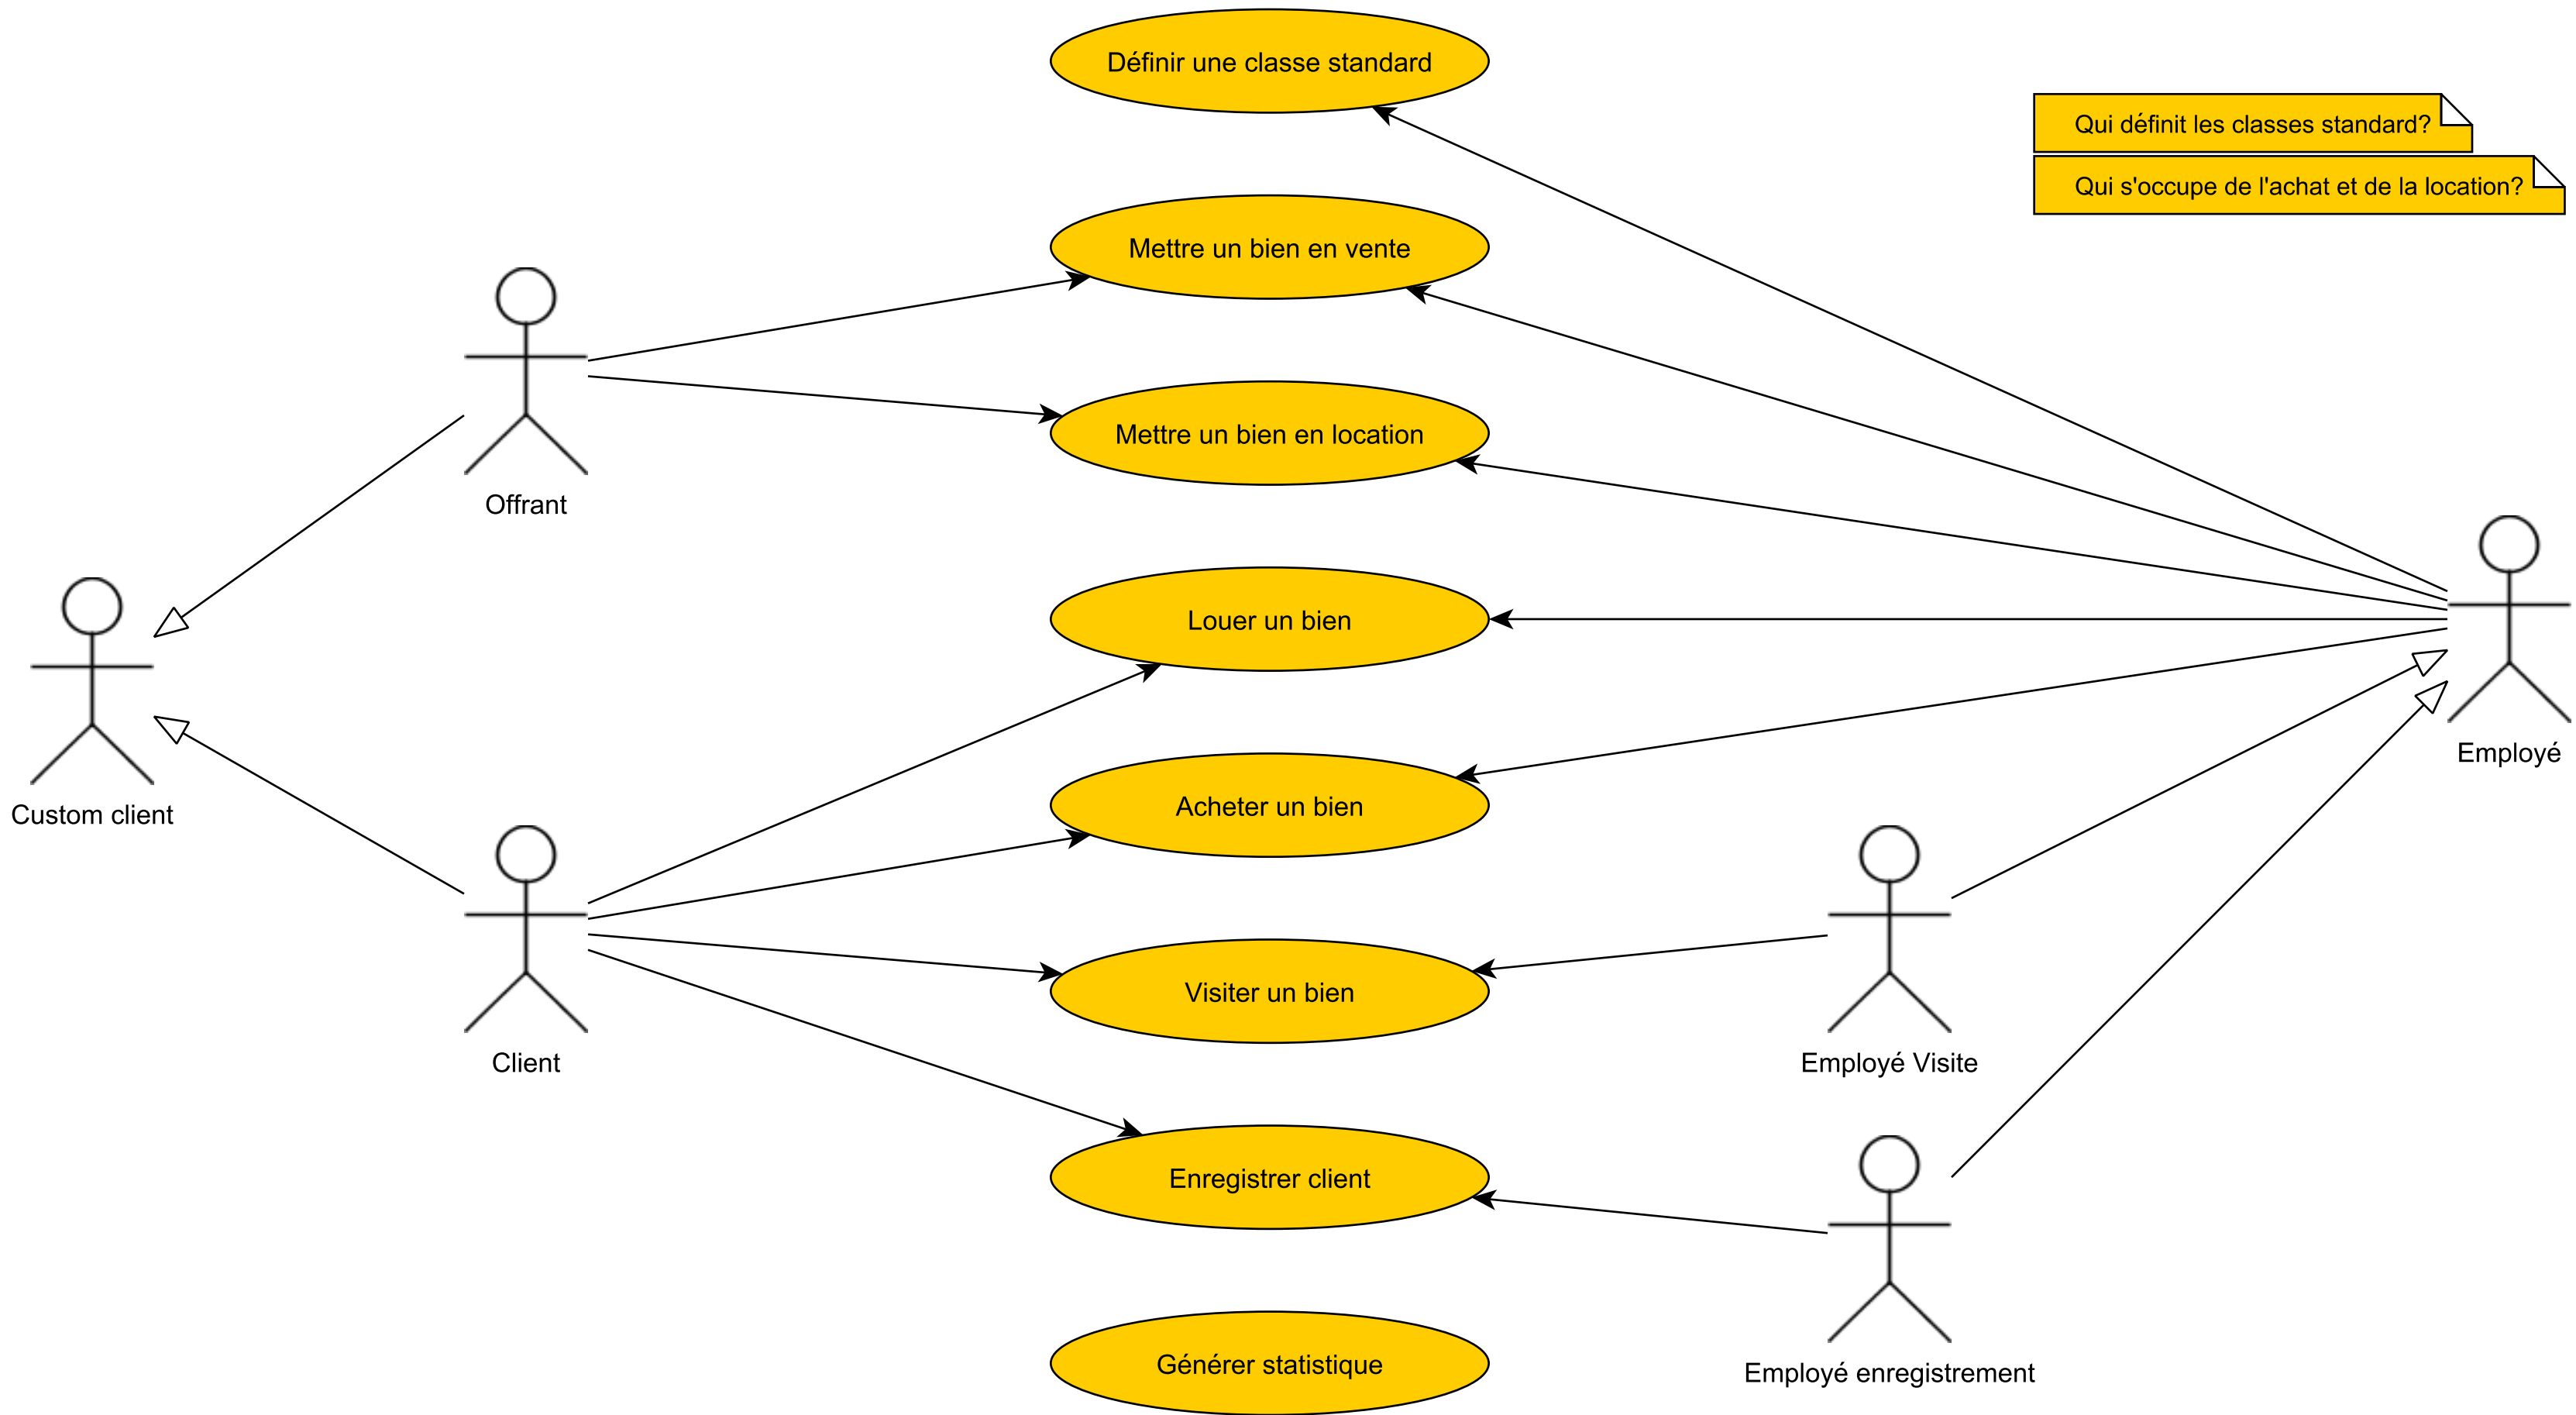 Définir une classe standard
Qui définit les classes standard?
Qui s'occupe de l'achat et de la location?
Mettre un bien en vente
Mettre un bien en location
Offrant
Louer un bien
Employé
Custom client
Acheter un bien
Visiter un bien
Client
Employé Visite
Enregistrer client
Générer statistique
Employé enregistrement